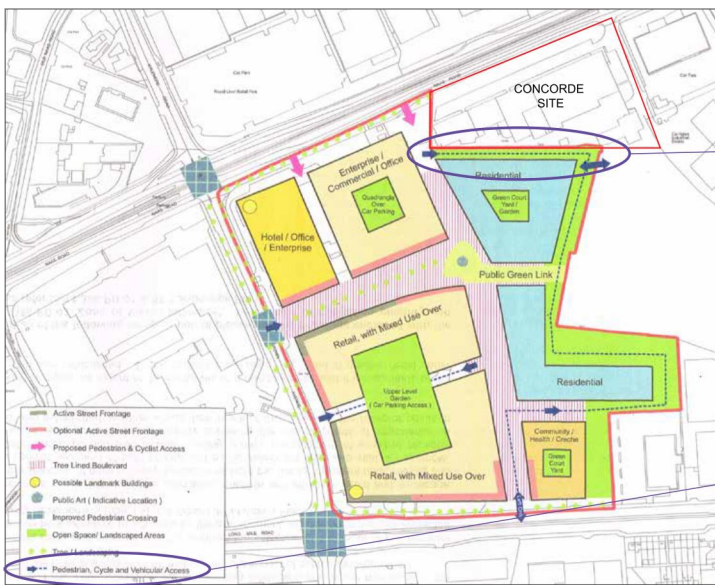 CONCORDE
SITE
Enterprise /
Commercial / Office
Quadrangle
Over
Car Parking
Residential
Green Court
Yard /
Garden
Hotel / Office
/ Enterprise
Public Green Link
Retail, with Mixed Use Over
Upper Level
Garden
( Car Parking Access )
Residential
Community /
Health / Creche
Green
Court
Yard
Retail, with Mixed Use Over
Car Park
Car Park
Active Street Frontage
Optional Active Street Frontage
Proposed Pedestrian & Cyclist Access
Tree Lined Boulevard
Possible Landmark Buildings
Public Art ( Indicative Location )
Improved Pedestrian Crossing
Open Space/ Landscaped Areas
Tree / Landscaping
Pedestrian, Cycle and Vehicular Access